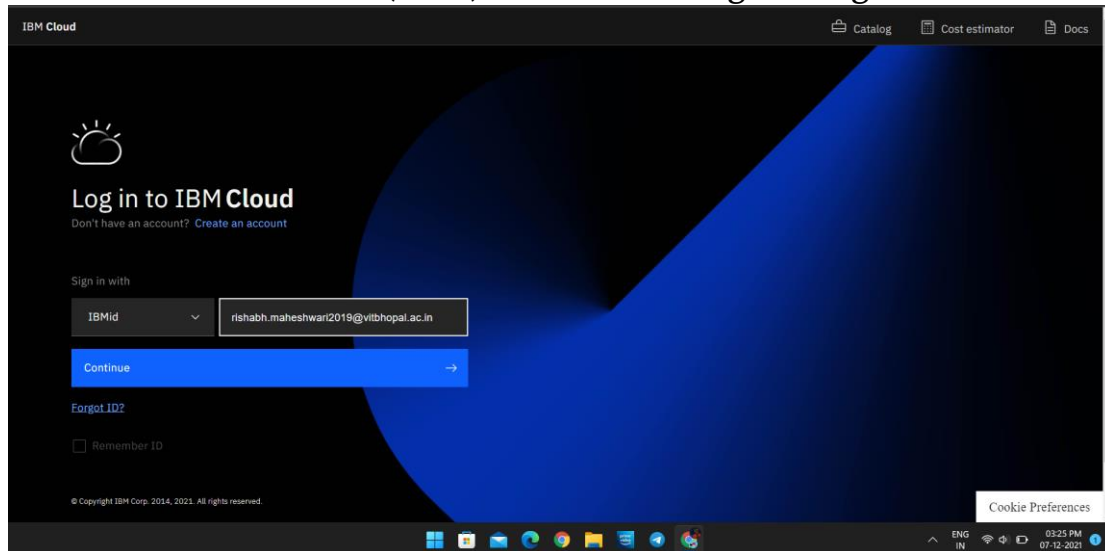 IBM Cloud
Catalog
Cost estimator
Docs
Log in to IBM Cloud
Don't have an account? Create an account
Sign in with
IBMid
rishabh.maheshwari2019@vitbhopal.ac.in
Continue
Forgot ID?
Remember ID
© Copyright IBM Corp. 2014, 2021. All rights reserved.
Cookie Preferences
ENG
IN
03:25 PM
07-12-2021
1